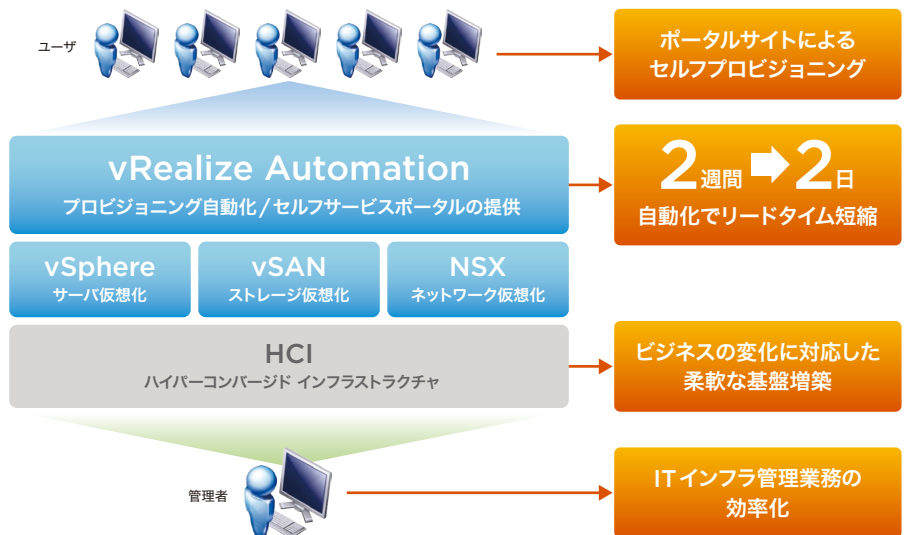 ユーザ
ポータルサイトによる
セルフプロビジョニング
vRealize Automation
プロビジョニング自動化/セルフサービスポータルの提供
2週間 ➡ 2日
自動化でリードタイム短縮
vSphere
サーバ仮想化
vSAN
ストレージ仮想化
NSX
ネットワーク仮想化
HCI
ハイパーコンバージド インフラストラクチャ
ビジネスの変化に対応した
柔軟な基盤増築
管理者
ITインフラ管理業務の
効率化